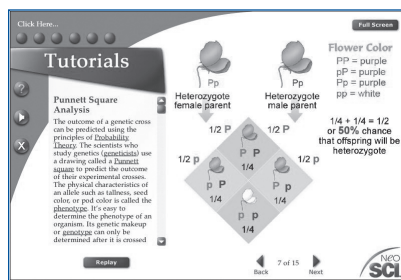 Click Here...
Full Screen
Tutorials
Punnett Square
Analysis
The outcome of a genetic cross
can be predicted using the
principles of Probability
Theory. The scientists who
study genetics (geneticists) use
a drawing called a Punnett
square to predict the outcome
of their experimental crosses.
The physical characteristics of
an allele such as tallness, seed
color, or pod color is called the
phenotype. It's easy to
determine the phenotype of an
organism. Its genetic makeup
or genotype can only be
determined after it is crossed
Replay
Pp
Heterozygote
female parent
Pp
Heterozygote
male parent
1/2 P
1/2 P
1/2 p
1/2 p
P P
1/4
p P
1/4
P p
1/4
p p
1/4
Flower Color
PP = purple
pP = purple
Pp = purple
pp = white
1/4 + 1/4 = 1/2
or 50% chance
that offspring will be
heterozygote
Back
7 of 15
Next
NeO
SCI